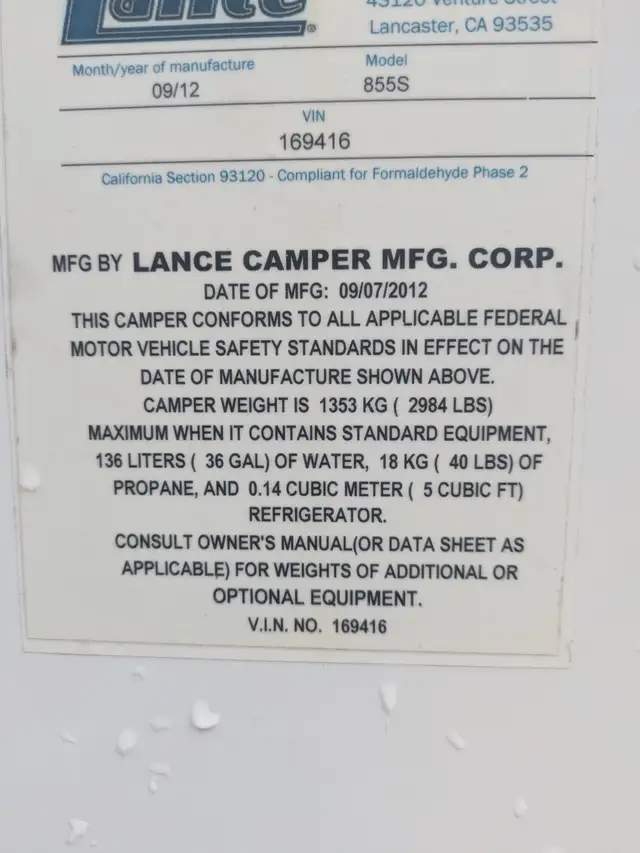 Lance®
43120 Venture Street
Lancaster, CA 93535
Month/year of manufacture
Model
09/12
855S
VIN
169416
California Section 93120 - Compliant for Formaldehyde Phase 2
MFG BY LANCE CAMPER MFG. CORP.
DATE OF MFG: 09/07/2012
THIS CAMPER CONFORMS TO ALL APPLICABLE FEDERAL
MOTOR VEHICLE SAFETY STANDARDS IN EFFECT ON THE
DATE OF MANUFACTURE SHOWN ABOVE.
CAMPER WEIGHT IS 1353 KG ( 2984 LBS)
MAXIMUM WHEN IT CONTAINS STANDARD EQUIPMENT,
136 LITERS ( 36 GAL) OF WATER, 18 KG ( 40 LBS) OF
PROPANE, AND 0.14 CUBIC METER ( 5 CUBIC FT)
REFRIGERATOR.
CONSULT OWNER'S MANUAL(OR DATA SHEET AS
APPLICABLE) FOR WEIGHTS OF ADDITIONAL OR
OPTIONAL EQUIPMENT.
V.I.N. NO. 169416